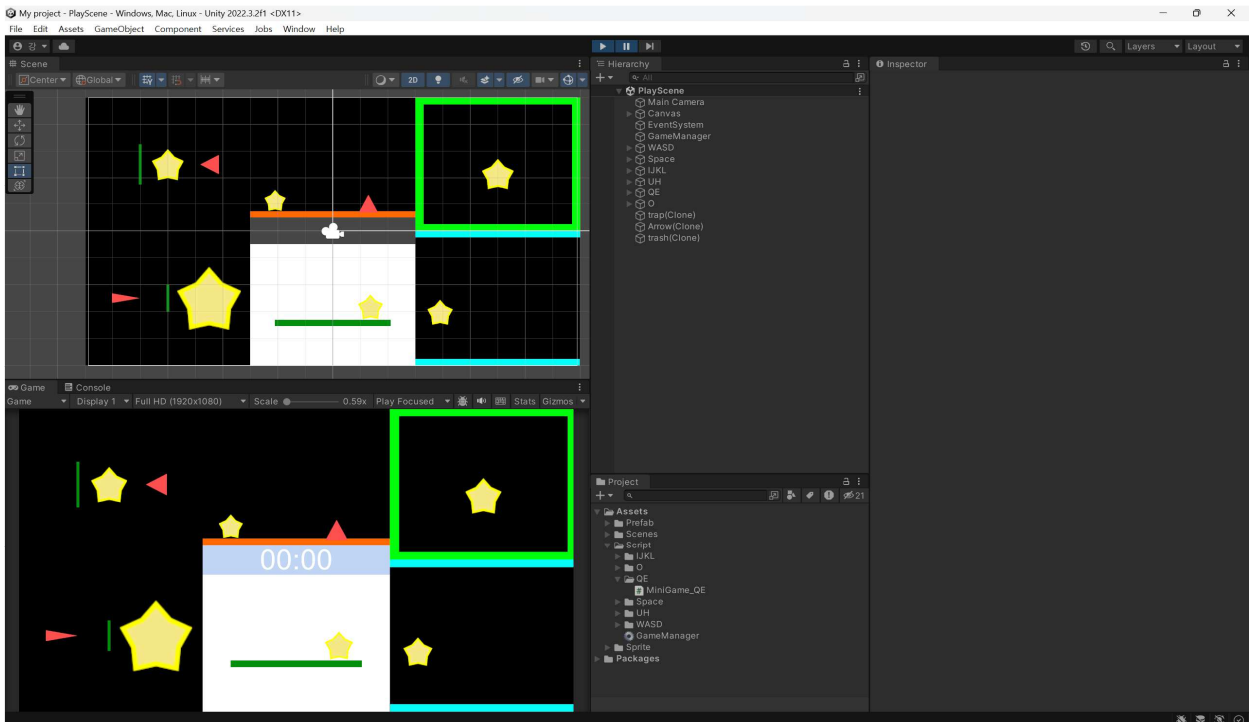 My project - PlayScene - Windows, Mac, Linux - Unity 2022.3.2f1 <DX11>
File Edit Assets GameObject Component Services Jobs Window Help
강 Layers Layout
Scene
Center Global 2D
Hierarchy
All
PlayScene
Main Camera
Canvas
EventSystem
GameManager
WASD
Space
IJKL
UH
QE
O
trap(Clone)
Arrow(Clone)
trash(Clone)
Inspector
Game Console
Game Display 1 Full HD (1920x1080) Scale 0.59x Play Focused Stats Gizmos
00:00
Project
21
Assets
Prefab
Scenes
Script
IJKL
O
QE
MiniGame_QE
Space
UH
WASD
GameManager
Sprite
Packages